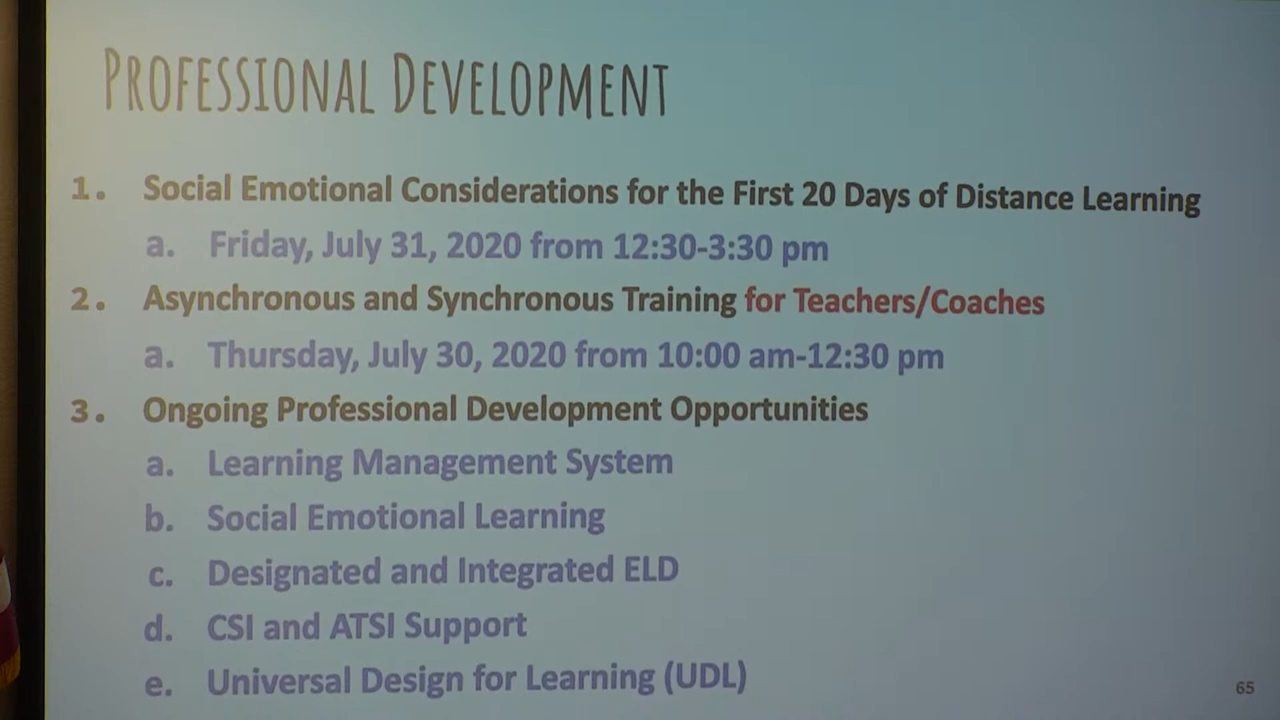 PROFESSIONAL DEVELOPMENT
1. Social Emotional Considerations for the First 20 Days of Distance Learning
a. Friday, July 31, 2020 from 12:30-3:30 pm
2. Asynchronous and Synchronous Training for Teachers/Coaches
a. Thursday, July 30, 2020 from 10:00 am-12:30 pm
3. Ongoing Professional Development Opportunities
a. Learning Management System
b. Social Emotional Learning
c. Designated and Integrated ELD
d. CSI and ATSI Support
e. Universal Design for Learning (UDL)
65